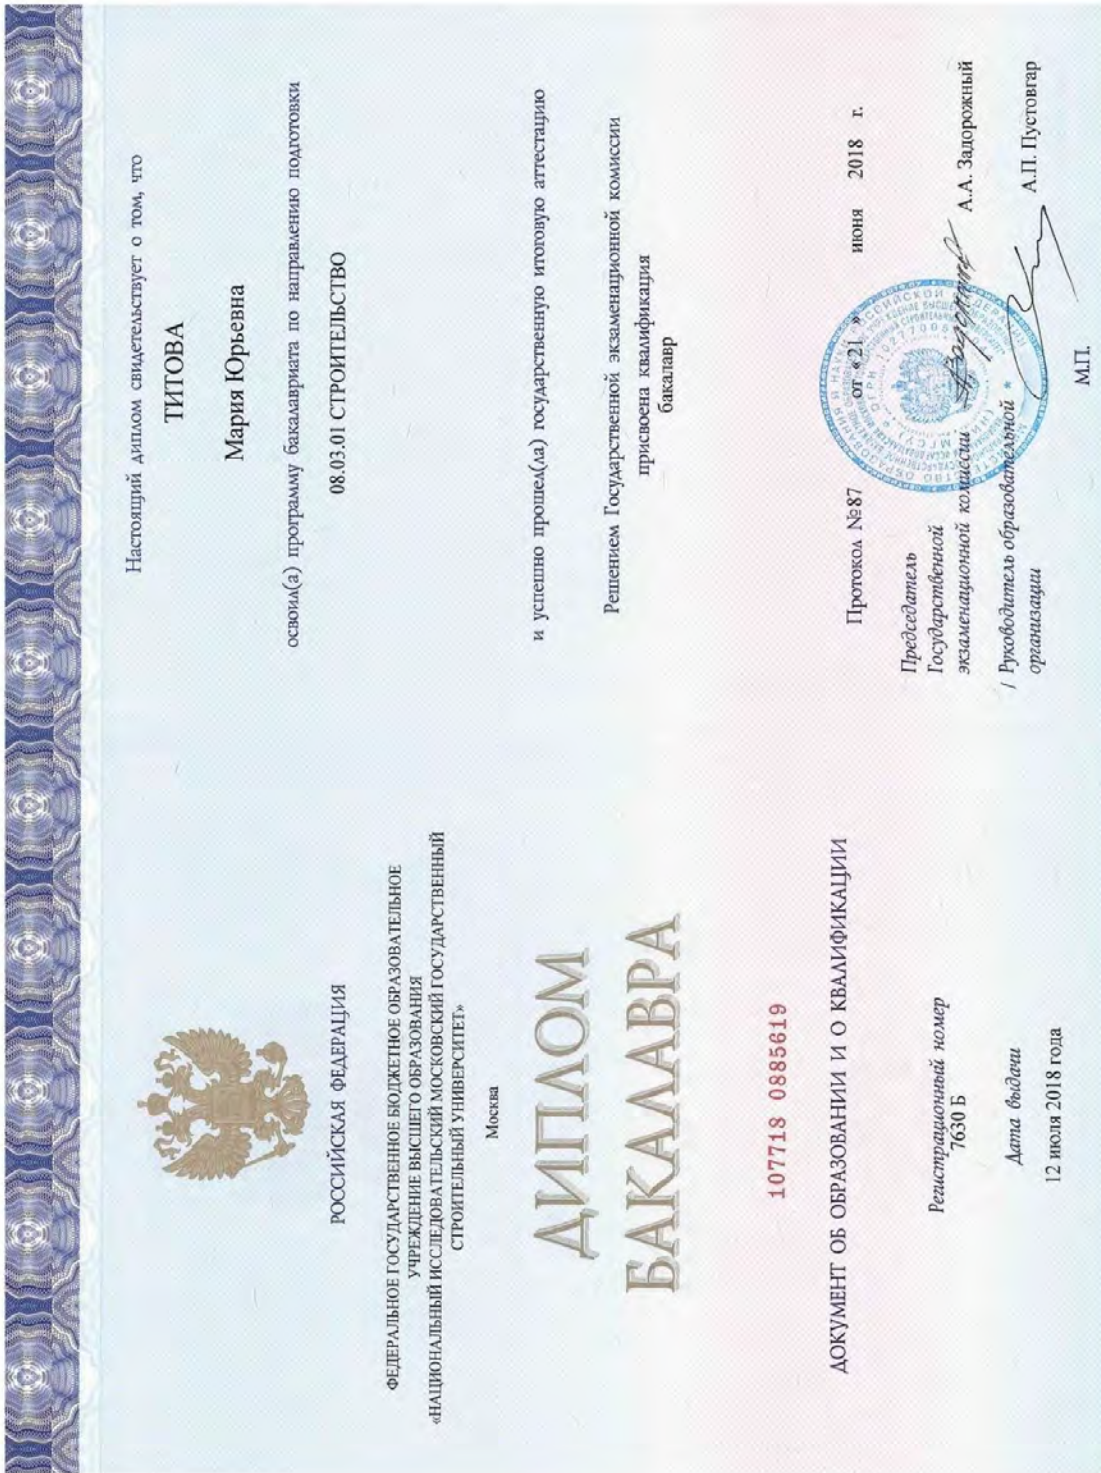 РОССИЙСКАЯ ФЕДЕРАЦИЯ
ФЕДЕРАЛЬНОЕ ГОСУДАРСТВЕННОЕ БЮДЖЕТНОЕ ОБРАЗОВАТЕЛЬНОЕ
УЧРЕЖДЕНИЕ ВЫСШЕГО ОБРАЗОВАНИЯ
«НАЦИОНАЛЬНЫЙ ИССЛЕДОВАТЕЛЬСКИЙ МОСКОВСКИЙ ГОСУДАРСТВЕННЫЙ
СТРОИТЕЛЬНЫЙ УНИВЕРСИТЕТ»
Москва
ДИПЛОМ
БАКАЛАВРА
107718 0885619
ДОКУМЕНТ ОБ ОБРАЗОВАНИИ И О КВАЛИФИКАЦИИ
Регистрационный номер
7630 Б
Дата выдачи
12 июля 2018 года
Настоящий диплом свидетельствует о том, что
ТИТОВА
Мария Юрьевна
освоил(а) программу бакалавриата по направлению подготовки
08.03.01 СТРОИТЕЛЬСТВО
и успешно прошел(ла) государственную итоговую аттестацию
Решением Государственной экзаменационной комиссии
присвоена квалификация
бакалавр
Протокол №87 от « 21 » июня 2018 г.
Председатель
Государственной
экзаменационной комиссии А.А. Задорожный
/ Руководитель образовательной А.П. Пустовгар
организации
М.П.